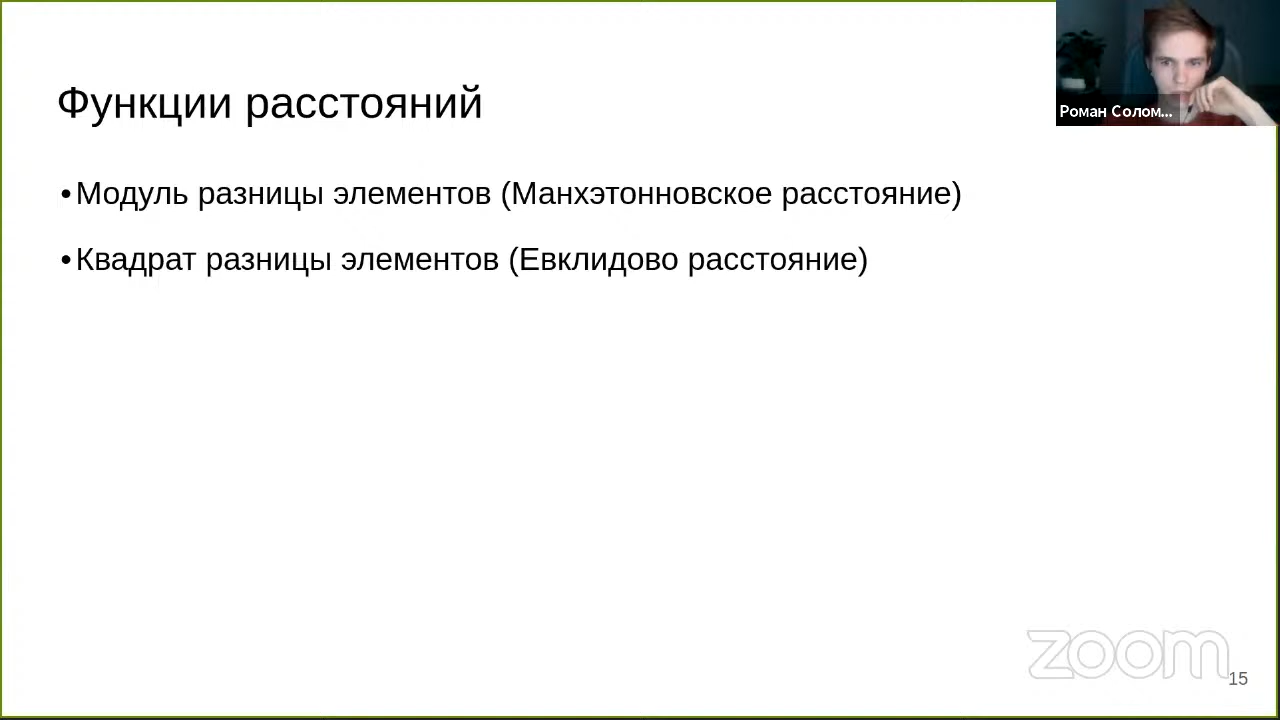 Функции расстояний
Роман Солом...
•Модуль разницы элементов (Манхэтонновское расстояние)
•Квадрат разницы элементов (Евклидово расстояние)
zoom
15